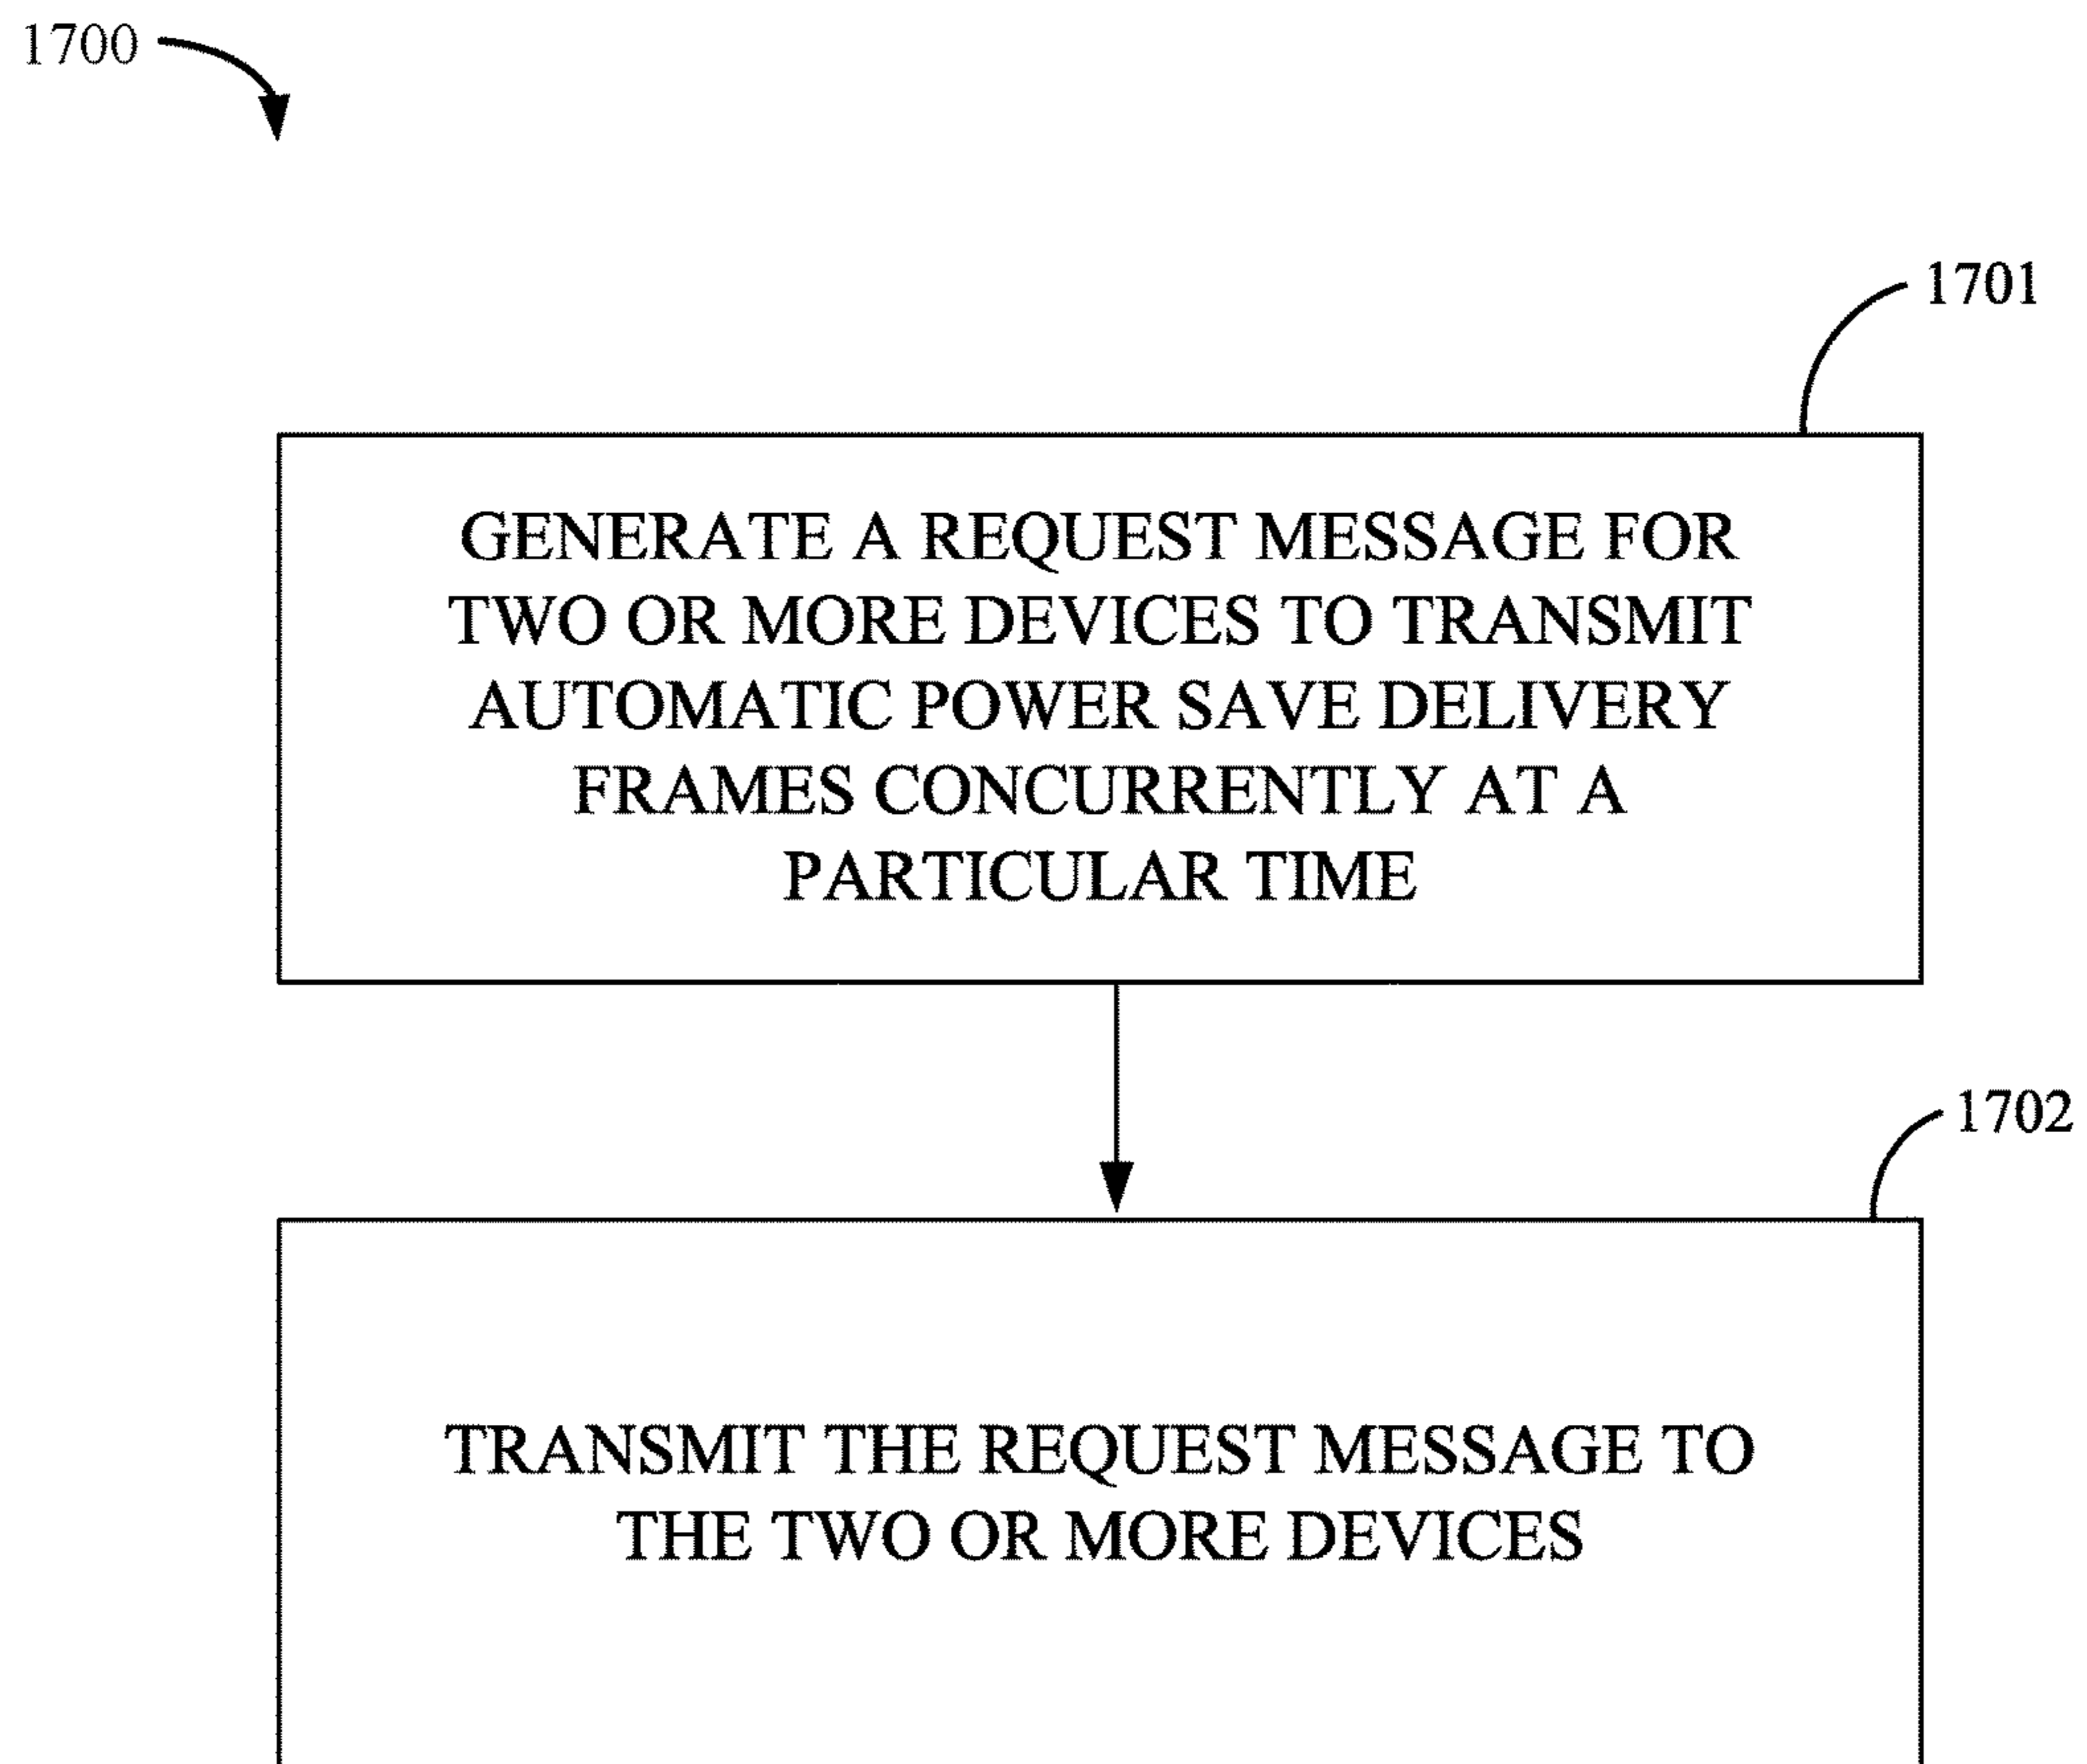 1700
1701
GENERATE A REQUEST MESSAGE FOR
TWO OR MORE DEVICES TO TRANSMIT
AUTOMATIC POWER SAVE DELIVERY
FRAMES CONCURRENTLY AT A
PARTICULAR TIME
1702
TRANSMIT THE REQUEST MESSAGE TO
THE TWO OR MORE DEVICES